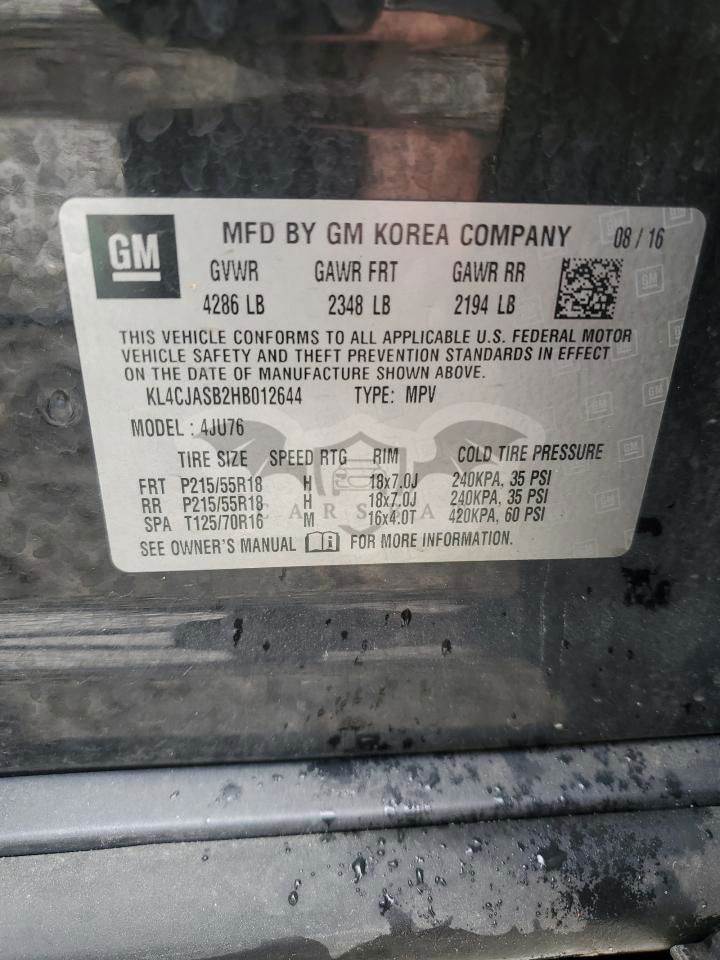 GM MFD BY GM KOREA COMPANY 08 / 16
GVWR GAWR FRT GAWR RR
4286 LB 2348 LB 2194 LB
THIS VEHICLE CONFORMS TO ALL APPLICABLE U.S. FEDERAL MOTOR
VEHICLE SAFETY AND THEFT PREVENTION STANDARDS IN EFFECT
ON THE DATE OF MANUFACTURE SHOWN ABOVE.
KL4CJASB2HB012644 TYPE: MPV
MODEL : 4JU76
TIRE SIZE SPEED RTG RIM COLD TIRE PRESSURE
FRT P215/55R18 H 18x7.0J 240KPA, 35 PSI
RR P215/55R18 H 18x7.0J 240KPA, 35 PSI
SPA T125/70R16 M 16x4.0T 420KPA, 60 PSI
SEE OWNER'S MANUAL FOR MORE INFORMATION.